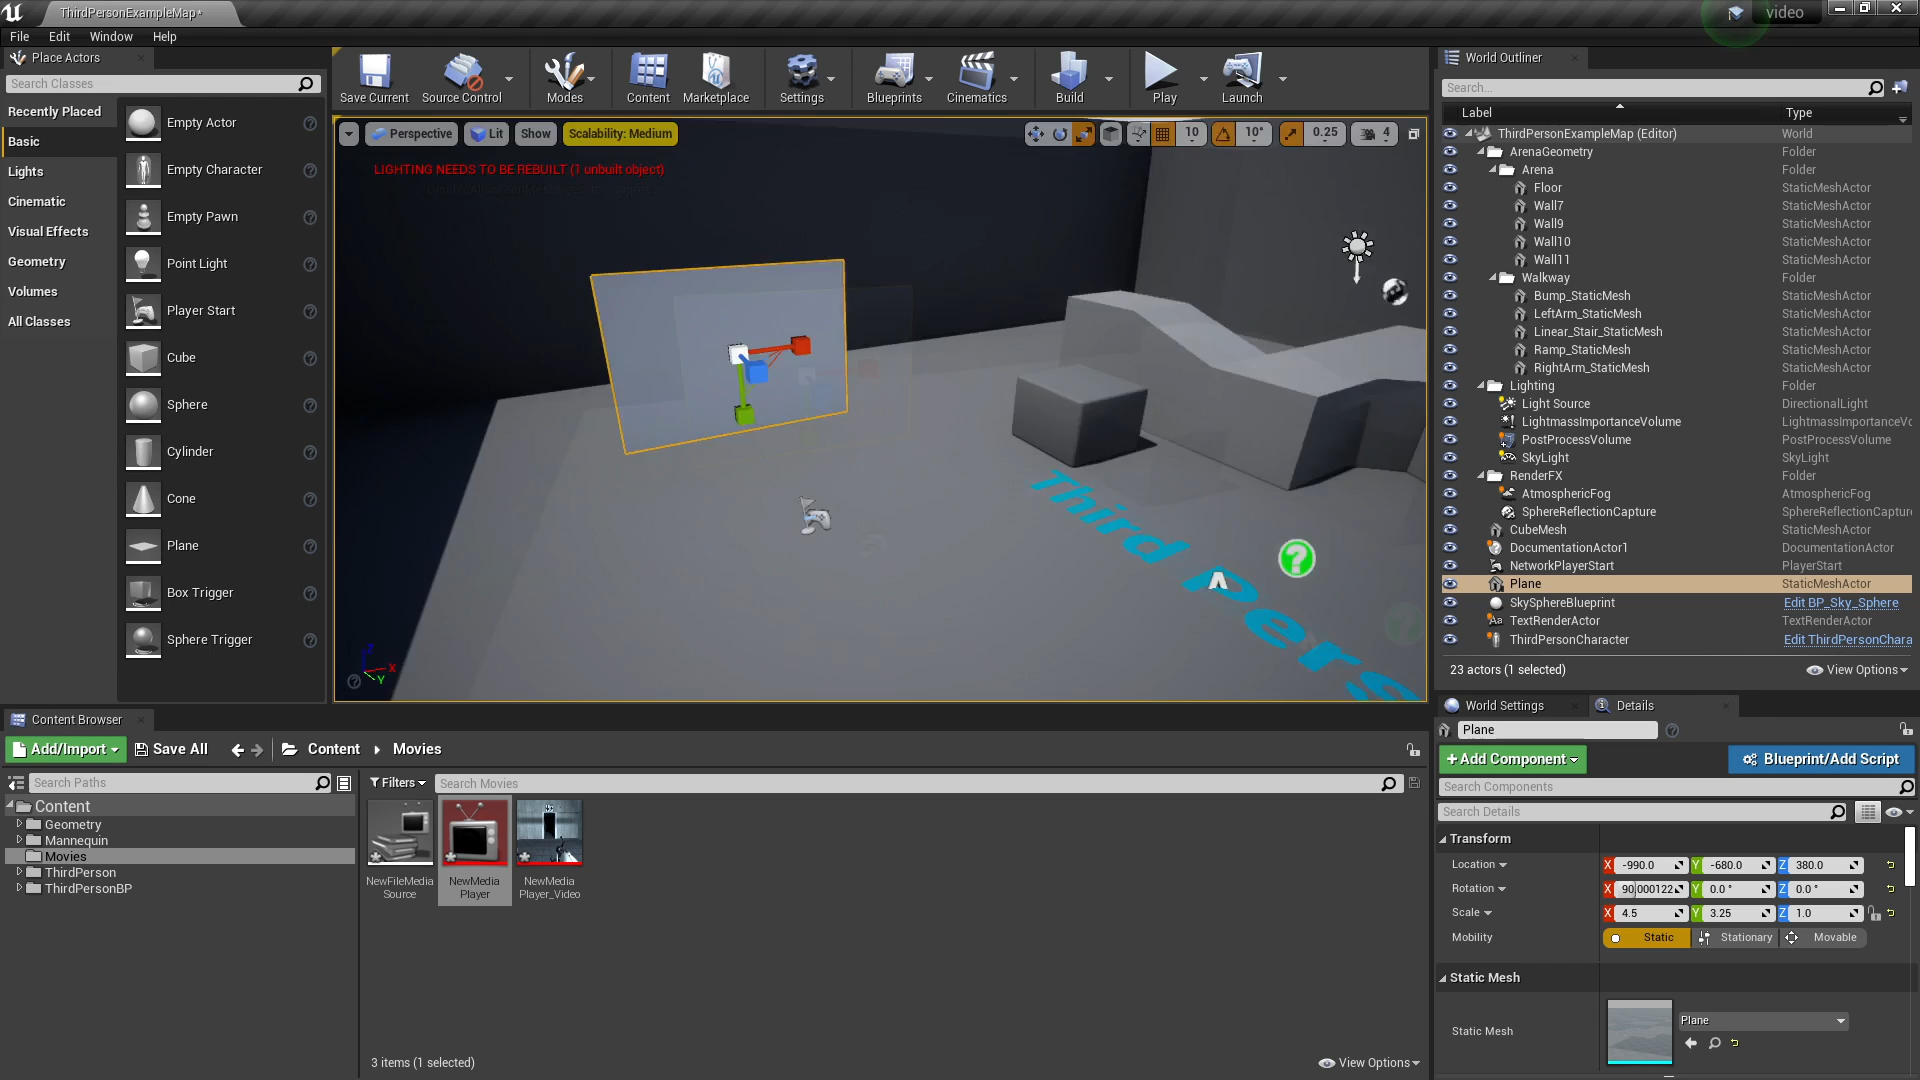 ThirdPersonExampleMap*
video
File
Edit
Window
Help
Place Actors
Search Classes
Recently Placed
Basic
Lights
Cinematic
Visual Effects
Geometry
Volumes
All Classes
Empty Actor
Empty Character
Empty Pawn
Point Light
Player Start
Cube
Sphere
Cylinder
Cone
Plane
Box Trigger
Sphere Trigger
Save Current
Source Control
Modes
Content
Marketplace
Settings
Blueprints
Cinematics
Build
Play
Launch
Perspective
Lit
Show
Scalability: Medium
10
10°
0.25
4
LIGHTING NEEDS TO BE REBUILT (1 unbuilt object)
Third Pers
Z
X
Y
World Outliner
Search...
Label
Type
ThirdPersonExampleMap (Editor)
World
ArenaGeometry
Folder
Arena
Folder
Floor
StaticMeshActor
Wall7
StaticMeshActor
Wall9
StaticMeshActor
Wall10
StaticMeshActor
Wall11
StaticMeshActor
Walkway
Folder
Bump_StaticMesh
StaticMeshActor
LeftArm_StaticMesh
StaticMeshActor
Linear_Stair_StaticMesh
StaticMeshActor
Ramp_StaticMesh
StaticMeshActor
RightArm_StaticMesh
StaticMeshActor
Lighting
Folder
Light Source
DirectionalLight
LightmassImportanceVolume
LightmassImportanceVo
PostProcessVolume
PostProcessVolume
SkyLight
SkyLight
RenderFX
Folder
AtmosphericFog
AtmosphericFog
SphereReflectionCapture
SphereReflectionCapture
CubeMesh
StaticMeshActor
DocumentationActor1
DocumentationActor
NetworkPlayerStart
PlayerStart
Plane
StaticMeshActor
SkySphereBlueprint
Edit BP_Sky_Sphere
TextRenderActor
TextRenderActor
ThirdPersonCharacter
Edit ThirdPersonChara
23 actors (1 selected)
View Options
Content Browser
Add/Import
Save All
Content
Movies
Search Paths
Content
Geometry
Mannequin
Movies
ThirdPerson
ThirdPersonBP
Filters
Search Movies
NewFileMedia
Source
NewMedia
Player
NewMedia
Player_Video
3 items (1 selected)
View Options
World Settings
Details
Plane
+Add Component
Blueprint/Add Script
Search Components
Search Details
Transform
Location
X
-990.0
Y
-680.0
Z
380.0
Rotation
X
90.000122
Y
0.0 °
Z
0.0 °
Scale
X
4.5
Y
3.25
Z
1.0
Mobility
Static
Stationary
Movable
Static Mesh
Static Mesh
Plane